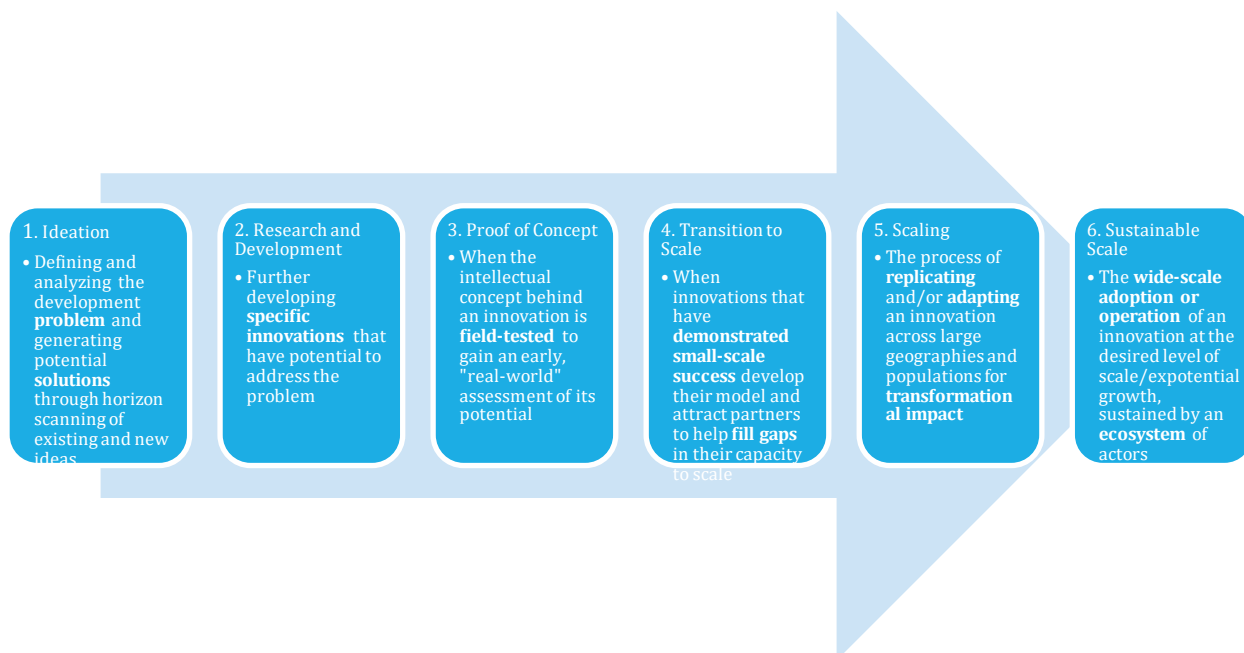 1. Ideation
• Defining and
analyzing the
development
problem and
generating
potential
solutions
through horizon
scanning of
existing and new
ideas
2. Research and
Development
• Further
developing
specific
innovations that
have potential to
address the
problem
3. Proof of Concept
• When the
intellectual
concept behind
an innovation is
field-tested to
gain an early,
"real-world"
assessment of its
potential
4. Transition to
Scale
• When
innovations that
have
demonstrated
small-scale
success develop
their model and
attract partners
to help fill gaps
in their capacity
to scale
5. Scaling
• The process of
replicating
and/or adapting
an innovation
across large
geographies and
populations for
transformation
al impact
6. Sustainable
Scale
• The wide-scale
adoption or
operation of an
innovation at the
desired level of
scale/expotential
growth,
sustained by an
ecosystem of
actors